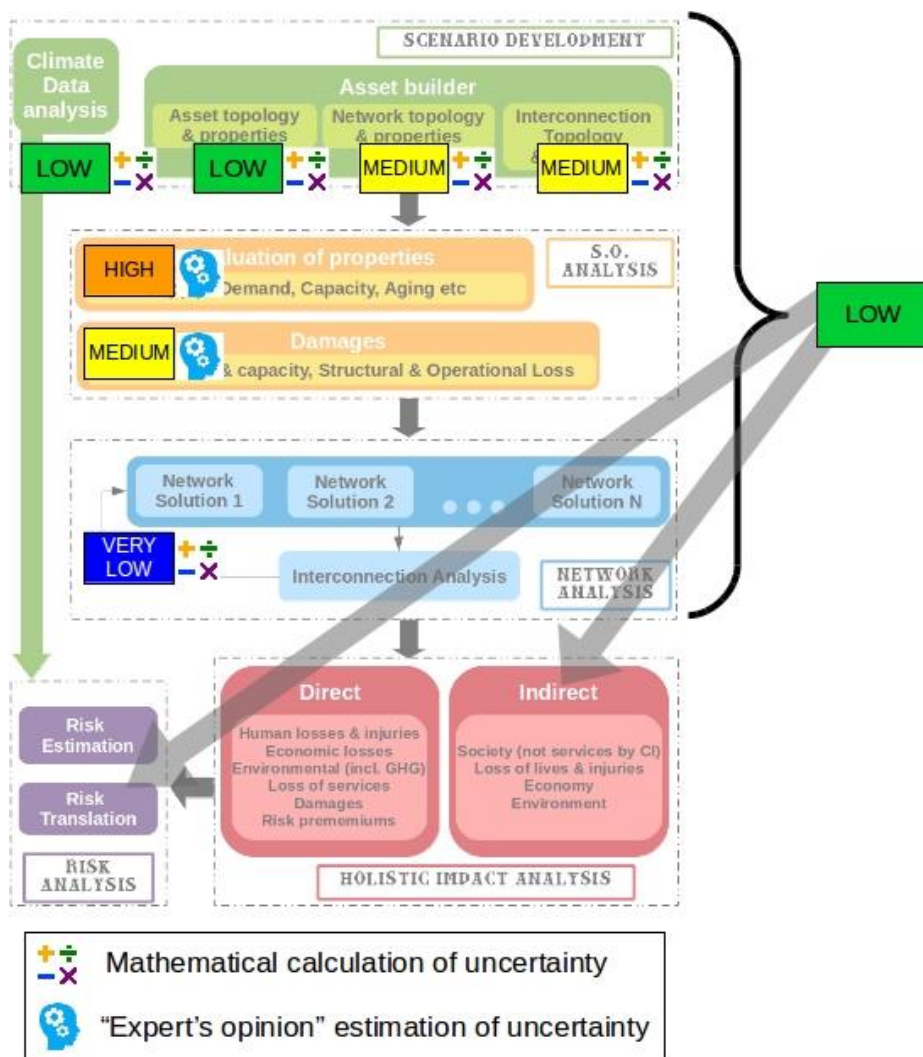 SCENARIO DEVELOPMENT
Climate
Data
analysis
Asset builder
Asset topology
& properties
Network topology
& properties
Interconnection
Topology
&
LOW
LOW
MEDIUM
MEDIUM
HIGH
luation of properties
Demand, Capacity, Aging etc
S.O.
ANALYSIS
LOW
MEDIUM
Damages
& capacity, Structural & Operational Loss
Network
Solution 1
Network
Solution 2
Network
Solution N
VERY
LOW
Interconnection Analysis
NETWORK
ANALYSIS
Direct
Human losses & injuries
Economic losses
Environmental (incl. GHG)
Loss of services
Damages
Risk prememiums
Indirect
Society (not services by CI)
Loss of lives & injuries
Economy
Environment
Risk
Estimation
Risk
Translation
RISK
ANALYSIS
HOLISTIC IMPACT ANALYSIS
Mathematical calculation of uncertainty
“Expert’s opinion” estimation of uncertainty